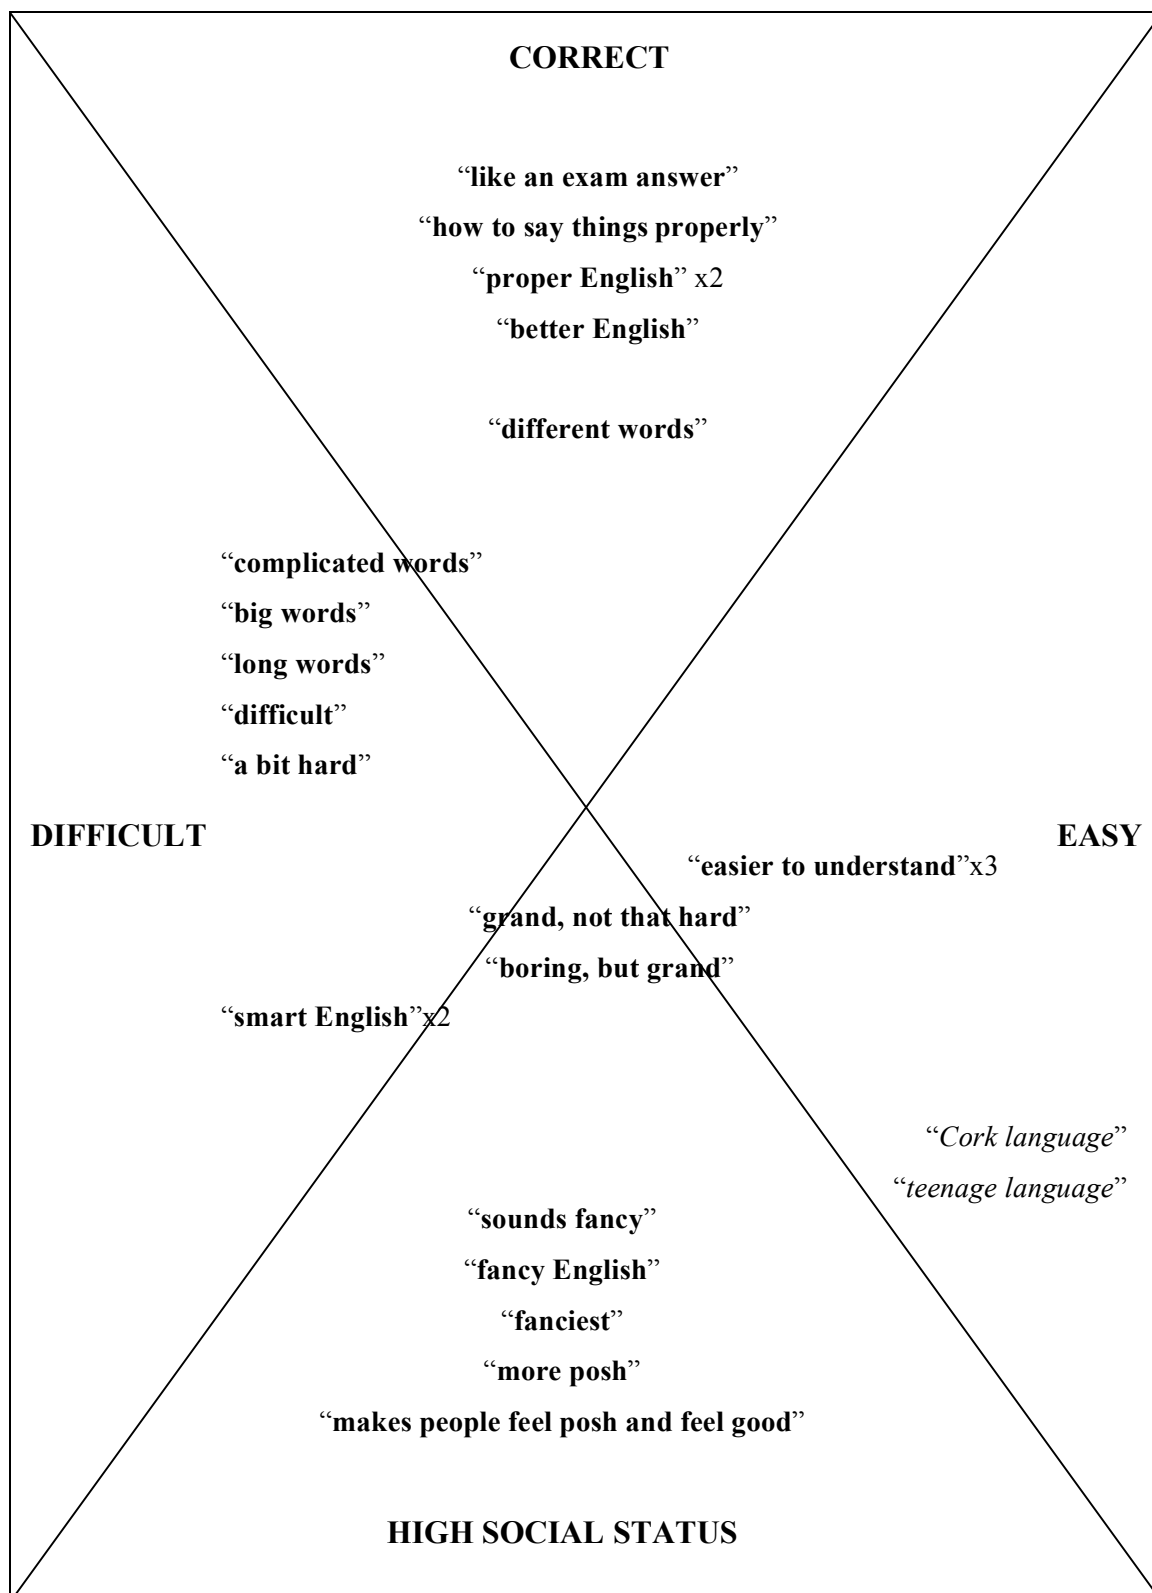 CORRECT
“like an exam answer”
“how to say things properly”
“proper English” x2
“better English”
“different words”
“complicated words”
“big words”
“long words”
“difficult”
“a bit hard”
DIFFICULT
EASY
“easier to understand”x3
“grand, not that hard”
“boring, but grand”
“smart English”x2
“Cork language”
“teenage language”
“sounds fancy”
“fancy English”
“fanciest”
“more posh”
“makes people feel posh and feel good”
HIGH SOCIAL STATUS